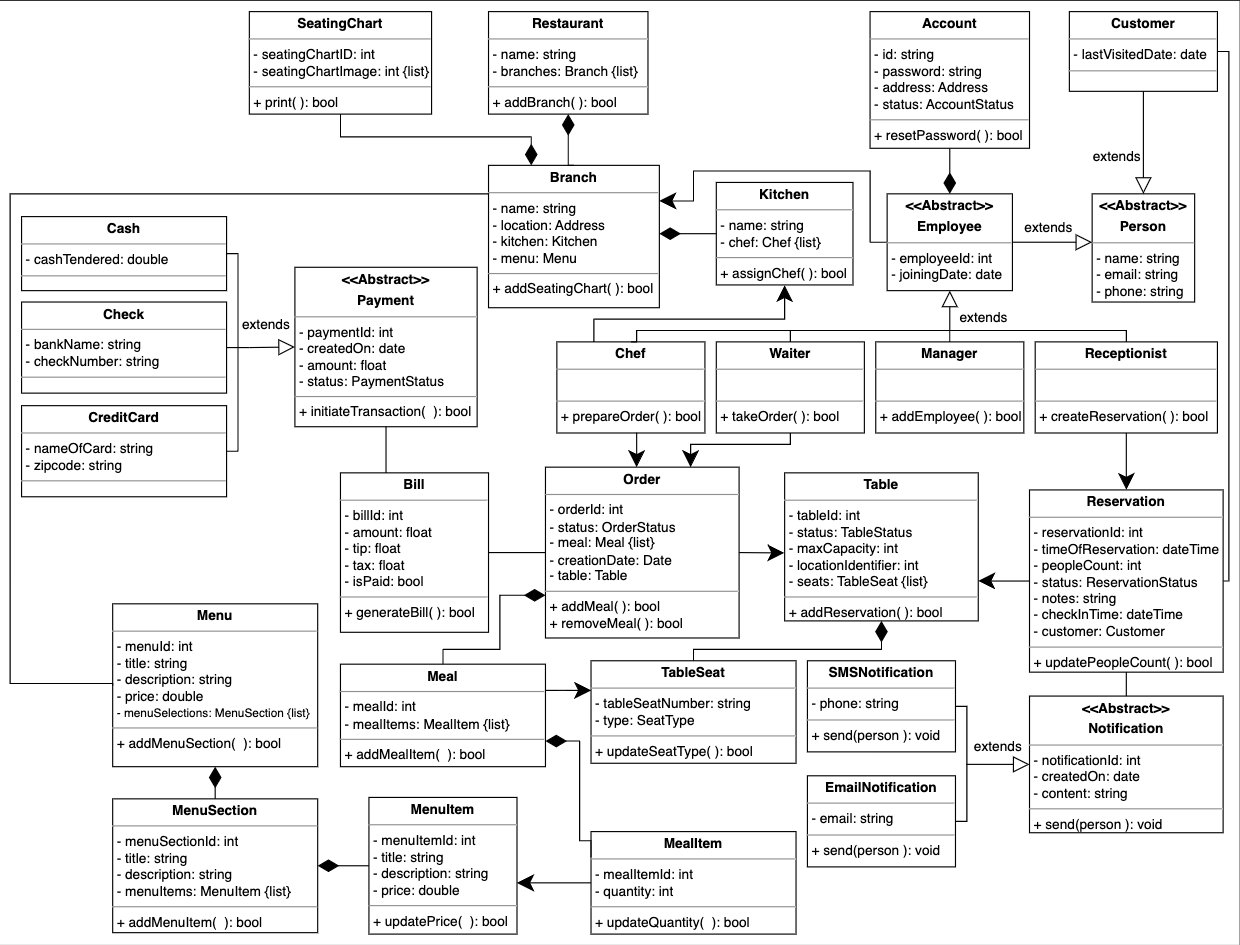 SeatingChart
- seatingChartID: int
- seatingChartImage: int {list}
+ print( ): bool
Restaurant
- name: string
- branches: Branch {list}
+ addBranch( ): bool
Account
- id: string
- password: string
- address: Address
- status: AccountStatus
+ resetPassword( ): bool
Customer
- lastVisitedDate: date
extends
Branch
- name: string
- location: Address
- kitchen: Kitchen
- menu: Menu
+ addSeatingChart( ): bool
Kitchen
- name: string
- chef: Chef {list}
+ assignChef( ): bool
<<Abstract>>
Employee
- employeeId: int
- joiningDate: date
extends
<<Abstract>>
Person
- name: string
- email: string
- phone: string
Cash
- cashTendered: double
Check
- bankName: string
- checkNumber: string
CreditCard
- nameOfCard: string
- zipcode: string
extends
<<Abstract>>
Payment
- paymentId: int
- createdOn: date
- amount: float
- status: PaymentStatus
+ initiateTransaction(  ): bool
extends
Chef
+ prepareOrder( ): bool
Waiter
+ takeOrder( ): bool
Manager
+ addEmployee( ): bool
Receptionist
+ createReservation( ): bool
Bill
- billId: int
- amount: float
- tip: float
- tax: float
- isPaid: bool
+ generateBill( ): bool
Order
- orderId: int
- status: OrderStatus
- meal: Meal {list}
- creationDate: Date
- table: Table
+ addMeal( ): bool
+ removeMeal( ): bool
Table
- tableId: int
- status: TableStatus
- maxCapacity: int
- locationIdentifier: int
- seats: TableSeat {list}
+ addReservation( ): bool
Reservation
- reservationId: int
- timeOfReservation: dateTime
- peopleCount: int
- status: ReservationStatus
- notes: string
- checkInTime: dateTime
- customer: Customer
+ updatePeopleCount( ): bool
Menu
- menuId: int
- title: string
- description: string
- price: double
- menuSelections: MenuSection {list}
+ addMenuSection(  ): bool
Meal
- mealId: int
- mealItems: MealItem {list}
+ addMealItem( ): bool
TableSeat
- tableSeatNumber: string
- type: SeatType
+ updateSeatType( ): bool
SMSNotification
- phone: string
+ send(person ): void
EmailNotification
- email: string
+ send(person ): void
extends
<<Abstract>>
Notification
- notificationId: int
- createdOn: date
- content: string
+ send(person ): void
MenuSection
- menuSectionId: int
- title: string
- description: string
- menuItems: MenuItem {list}
+ addMenuItem(  ): bool
MenuItem
- menuItemId: int
- title: string
- description: string
- price: double
+ updatePrice(  ): bool
MealItem
- mealItemId: int
- quantity: int
+ updateQuantity(  ): bool